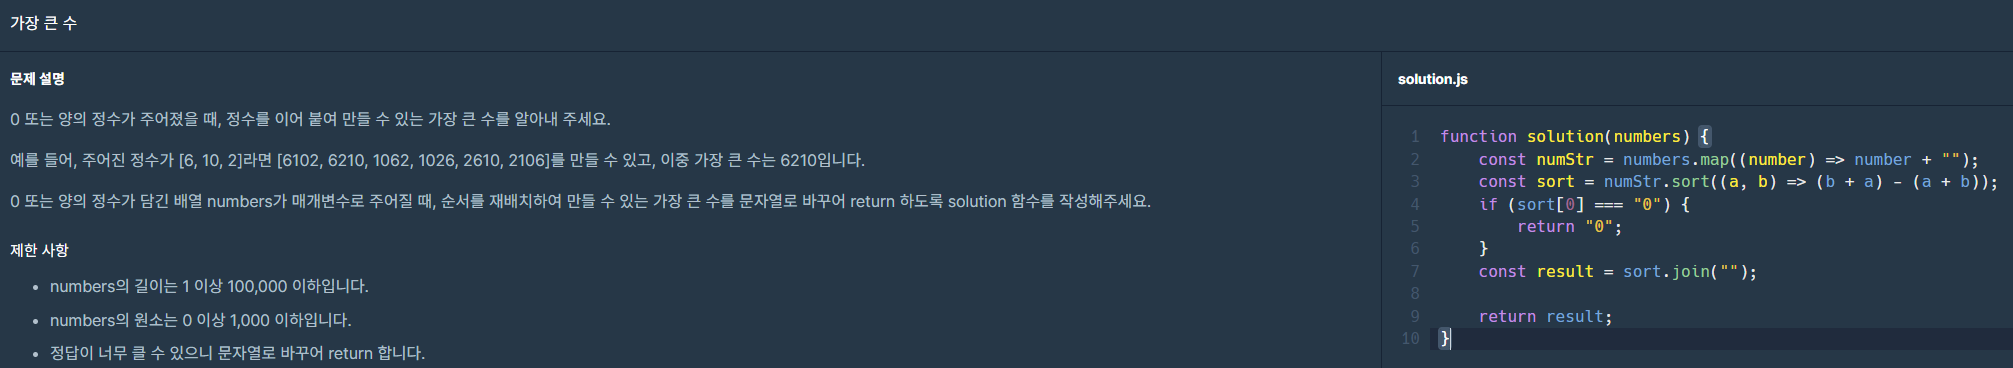 가장 큰 수
문제 설명
0 또는 양의 정수가 주어졌을 때, 정수를 이어 붙여 만들 수 있는 가장 큰 수를 알아내 주세요.
예를 들어, 주어진 정수가 [6, 10, 2]라면 [6102, 6210, 1062, 1026, 2610, 2106]를 만들 수 있고, 이중 가장 큰 수는 6210입니다.
0 또는 양의 정수가 담긴 배열 numbers가 매개변수로 주어질 때, 순서를 재배치하여 만들 수 있는 가장 큰 수를 문자열로 바꾸어 return 하도록 solution 함수를 작성해주세요.
제한 사항
• numbers의 길이는 1 이상 100,000 이하입니다.
• numbers의 원소는 0 이상 1,000 이하입니다.
• 정답이 너무 클 수 있으니 문자열로 바꾸어 return 합니다.
solution.js
1 function solution(numbers) {
2     const numStr = numbers.map((number) => number + "");
3     const sort = numStr.sort((a, b) => (b + a) - (a + b));
4     if (sort[0] === "0") {
5         return "0";
6     }
7     const result = sort.join("");
8
9     return result;
10 }